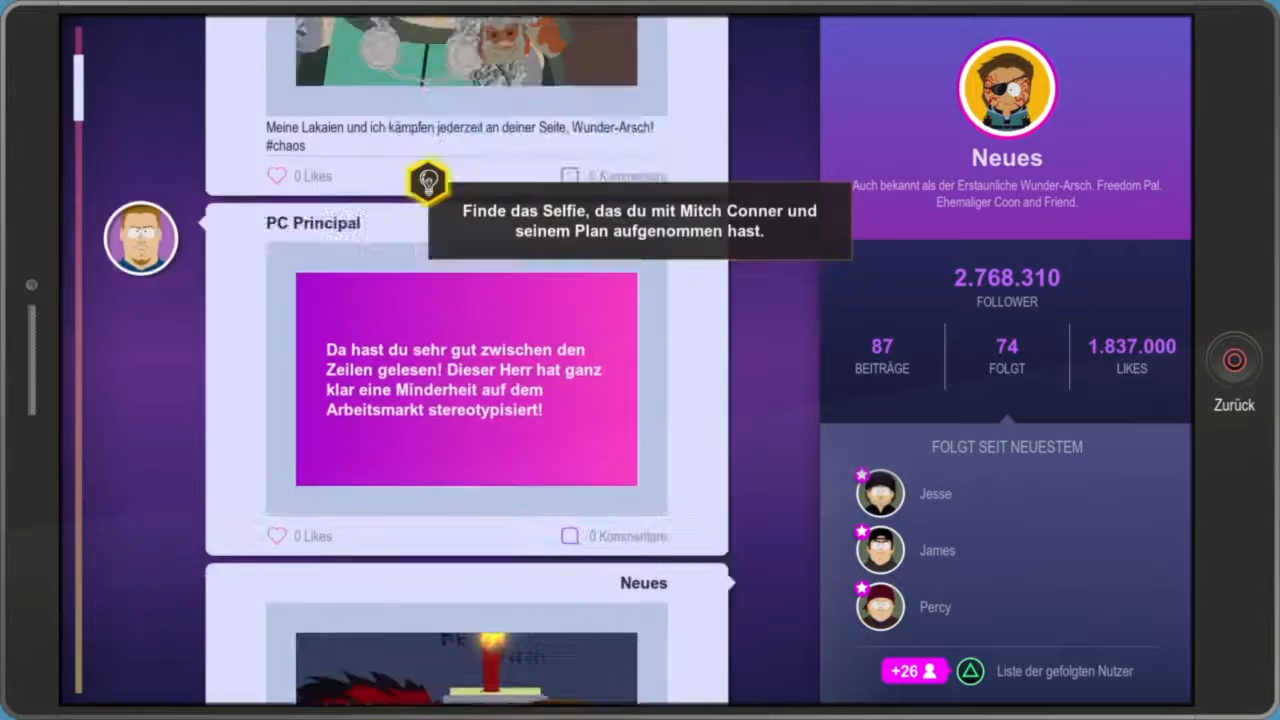 Meine Lakaien und ich kämpfen jederzeit an deiner Seite, Wunder-Arsch!
#chaos
0 Likes
Kommentare
Finde das Selfie, das du mit Mitch Conner und
seinem Plan aufgenommen hast.
PC Principal
Da hast du sehr gut zwischen den
Zeilen gelesen! Dieser Herr hat ganz
klar eine Minderheit auf dem
Arbeitsmarkt stereotypisiert!
0 Likes
0 Kommentare
Neues
Neues
Auch bekannt als der Erstaunliche Wunder-Arsch. Freedom Pal.
Ehemaliger Coon and Friend.
2.768.310
FOLLOWER
87
BEITRÄGE
74
FOLGT
1.837.000
LIKES
FOLGT SEIT NEUESTEM
Jesse
James
Percy
+26
Liste der gefolgten Nutzer
Zurück